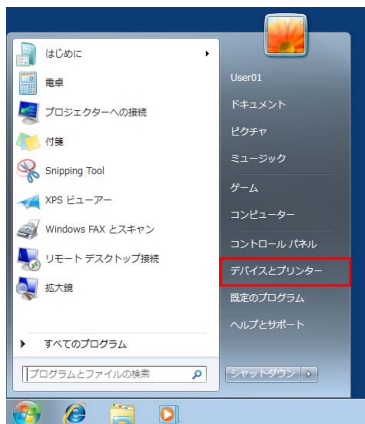 はじめに
電卓
プロジェクターへの接続
付箋
Snipping Tool
XPS ビューアー
Windows FAX とスキャン
リモート デスクトップ接続
拡大鏡
すべてのプログラム
プログラムとファイルの検索
User01
ドキュメント
ピクチャ
ミュージック
ゲーム
コンピューター
コントロール パネル
デバイスとプリンター
既定のプログラム
ヘルプとサポート
シャットダウン